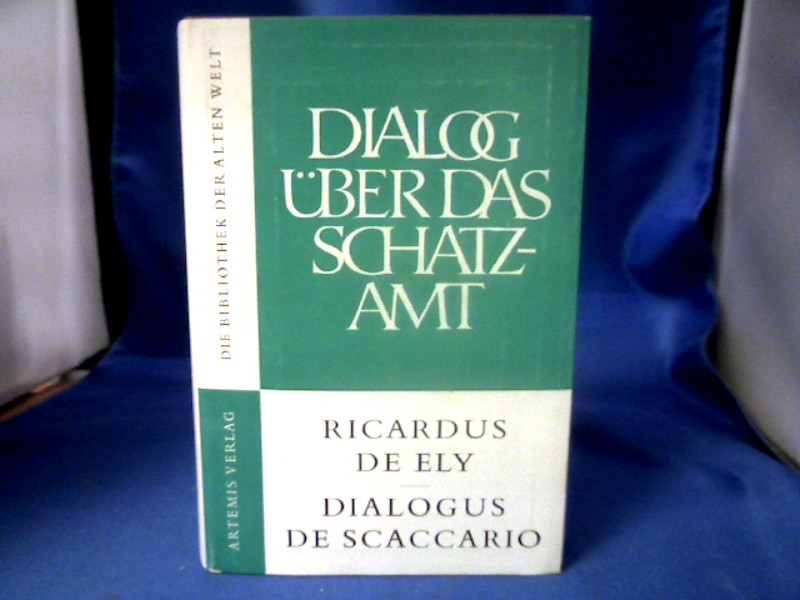 DIALOG
ÜBER DAS
SCHATZ-
AMT
RICARDUS
DE ELY
DIALOGUS
DE SCACCARIO
DIE BIBLIOTHEK DER ALTEN WELT
ARTEMIS VERLAG